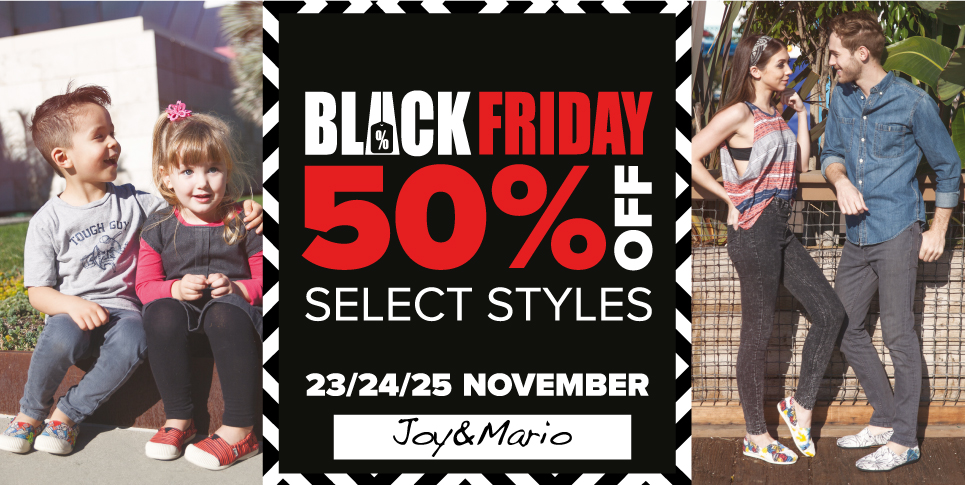 TOUGH GUY
BLACK FRIDAY
%
50% OFF
SELECT STYLES
23/24/25 NOVEMBER
Joy&Mario